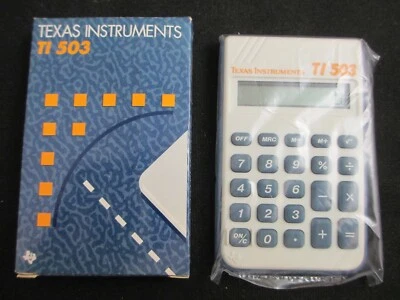 TEXAS INSTRUMENTS
TI 503
TEXAS INSTRUMENTS TI 503
OFF MRC M- M+ √
7 8 9 % ÷
4 5 6 − ×
1 2 3 + =
ON/C 0 .